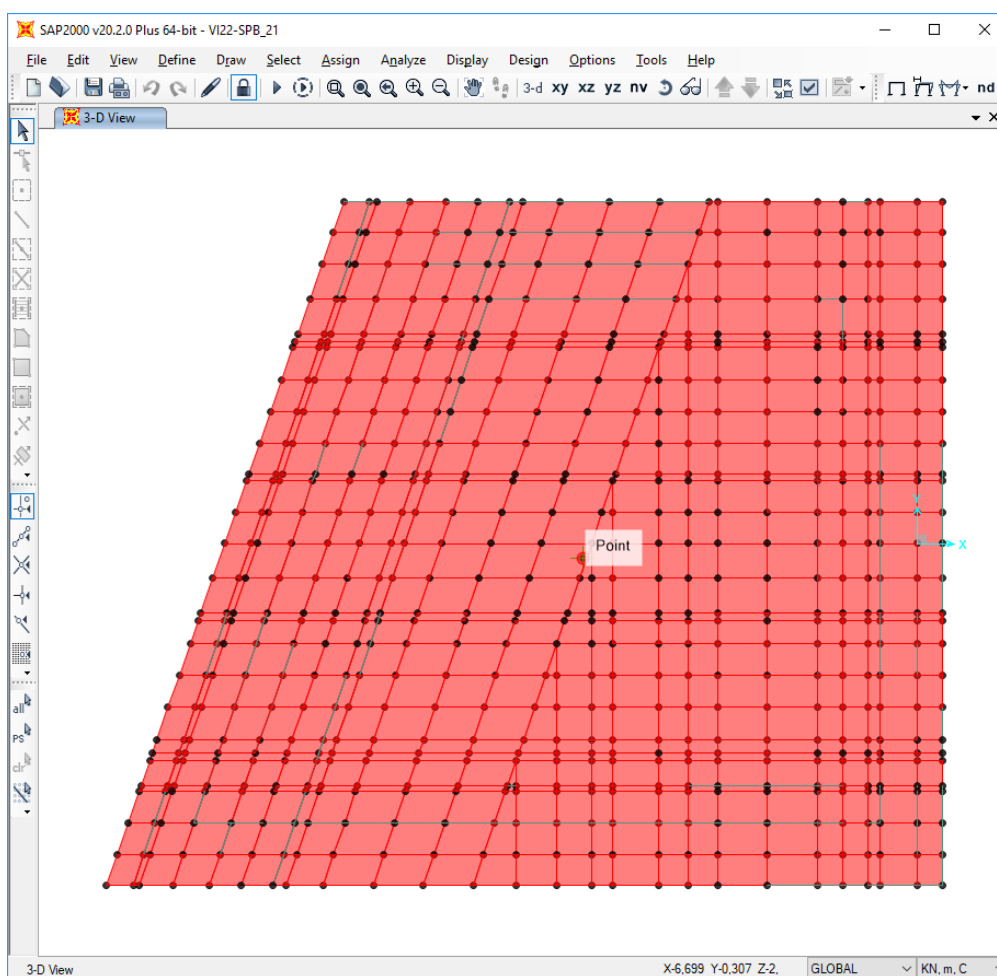 SAP2000 v20.2.0 Plus 64-bit - VI22-SPB_21
File Edit View Define Draw Select Assign Analyze Display Design Options Tools Help
3-d xy xz yz nv nd
3-D View
Y
X
Point
all
PS
clr
3-D View X-6,699 Y-0,307 Z-2, GLOBAL KN, m, C